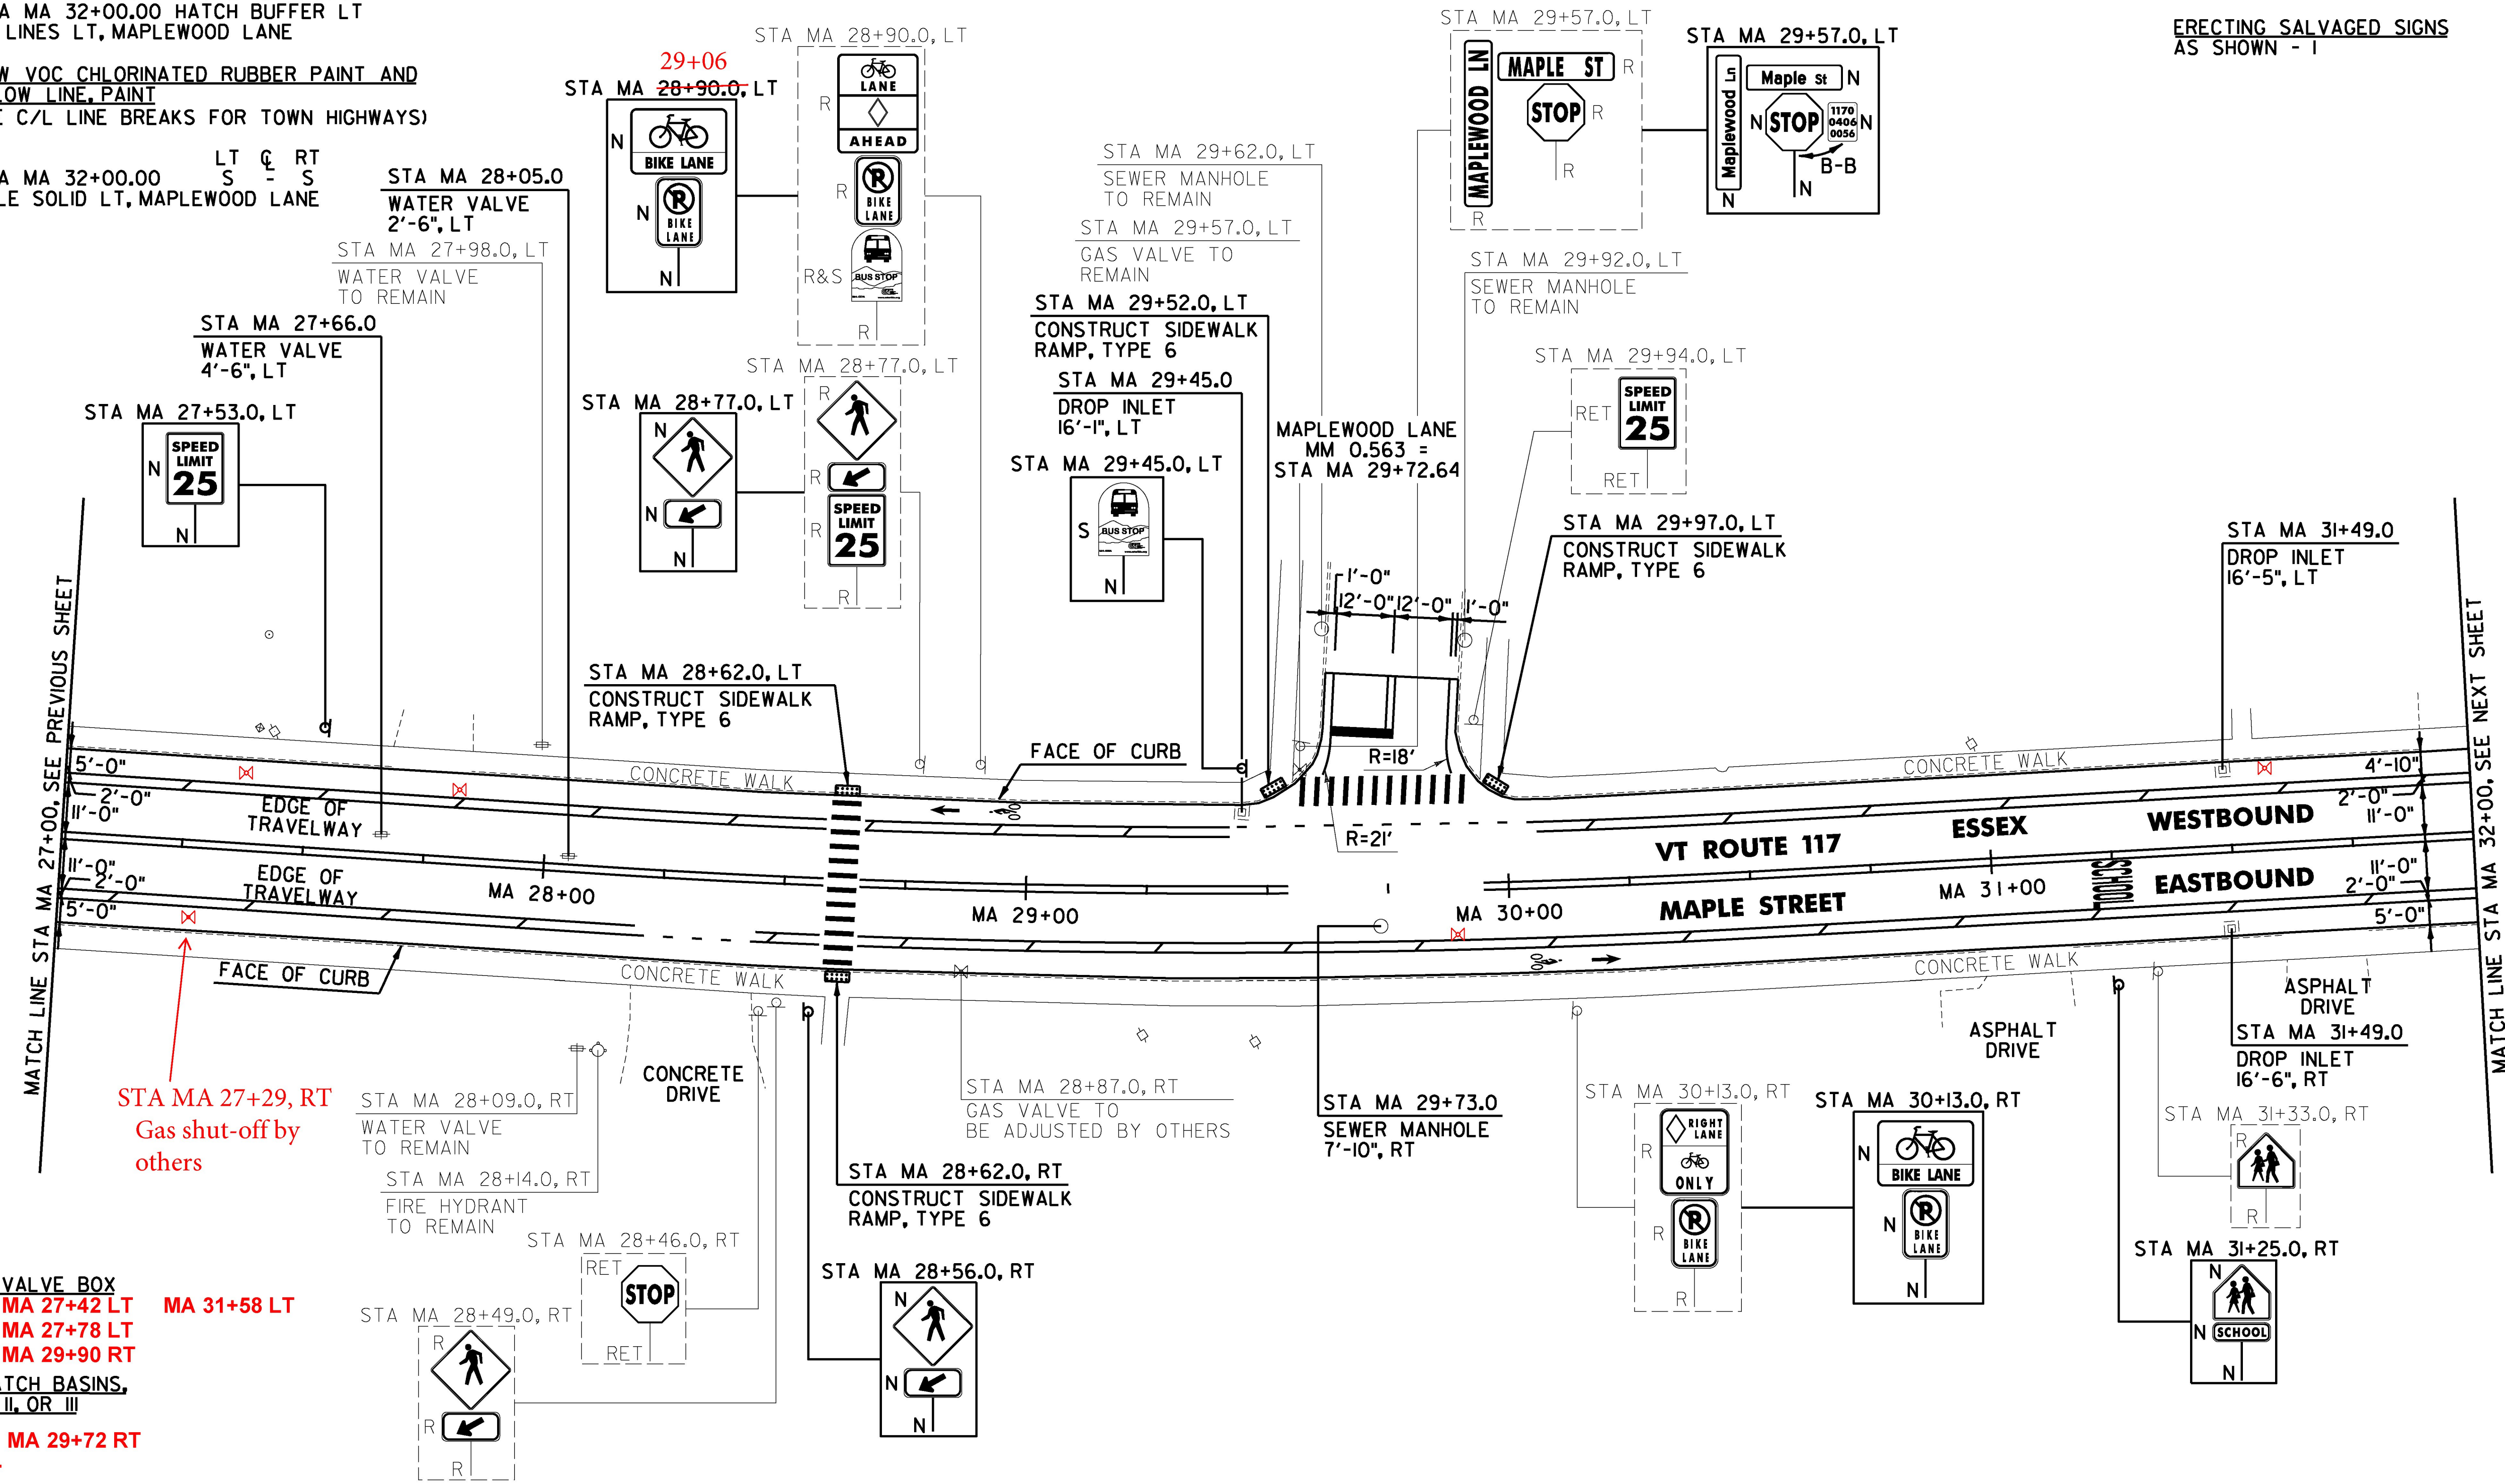 A MA 32+00.00 HATCH BUFFER LT
LINES LT, MAPLEWOOD LANE
W VOC CHLORINATED RUBBER PAINT AND
LOW LINE, PAINT
E C/L LINE BREAKS FOR TOWN HIGHWAYS)
LT ℄ RT
A MA 32+00.00 S - S
LE SOLID LT, MAPLEWOOD LANE
ERECTING SALVAGED SIGNS
AS SHOWN - 1
STA MA 28+05.0
WATER VALVE
2'-6", LT
STA MA 27+98.0, LT
WATER VALVE
TO REMAIN
STA MA 27+66.0
WATER VALVE
4'-6", LT
STA MA 27+53.0, LT
N
SPEED
LIMIT
25
N
29+06
STA MA 28+90.0, LT
N
BIKE LANE
N
P
BIKE
LANE
N
STA MA 28+90.0, LT
R
LANE
AHEAD
R
P
BIKE
LANE
R&S
BUS STOP
R
STA MA 28+77.0, LT
N
N
N
STA MA 28+77.0, LT
R
R
R
SPEED
LIMIT
25
R
STA MA 29+62.0, LT
SEWER MANHOLE
TO REMAIN
STA MA 29+57.0, LT
GAS VALVE TO
REMAIN
STA MA 29+52.0, LT
CONSTRUCT SIDEWALK
RAMP, TYPE 6
STA MA 29+45.0
DROP INLET
16'-1", LT
STA MA 29+45.0, LT
S
BUS STOP
N
STA MA 29+57.0, LT
MAPLEWOOD LN
MAPLE ST R
STOP R
R
R
STA MA 29+57.0, LT
Maplewood Ln
Maple St N
N STOP
1170
0406
0056
N
B-B
N
N
STA MA 29+92.0, LT
SEWER MANHOLE
TO REMAIN
STA MA 29+94.0, LT
RET
SPEED
LIMIT
25
RET
MAPLEWOOD LANE
MM 0.563 =
STA MA 29+72.64
STA MA 29+97.0, LT
CONSTRUCT SIDEWALK
RAMP, TYPE 6
STA MA 31+49.0
DROP INLET
16'-5", LT
1'-0"
12'-0" 12'-0" 1'-0"
STA MA 28+62.0, LT
CONSTRUCT SIDEWALK
RAMP, TYPE 6
MATCH LINE STA MA 27+00, SEE PREVIOUS SHEET
MATCH LINE STA MA 32+00, SEE NEXT SHEET
FACE OF CURB
CONCRETE WALK
CONCRETE WALK
R=18'
R=21'
5'-0"
2'-0"
11'-0"
EDGE OF
TRAVELWAY
11'-0"
2'-0"
EDGE OF
TRAVELWAY
5'-0"
4'-10"
2'-0"
11'-0"
11'-0"
2'-0"
5'-0"
VT ROUTE 117 ESSEX WESTBOUND
MAPLE STREET EASTBOUND
SCHOOL
MA 28+00
MA 29+00
MA 30+00
MA 31+00
FACE OF CURB
CONCRETE WALK
CONCRETE WALK
STA MA 27+29, RT
Gas shut-off by
others
STA MA 28+09.0, RT
WATER VALVE
TO REMAIN
STA MA 28+14.0, RT
FIRE HYDRANT
TO REMAIN
CONCRETE
DRIVE
STA MA 28+87.0, RT
GAS VALVE TO
BE ADJUSTED BY OTHERS
STA MA 28+62.0, RT
CONSTRUCT SIDEWALK
RAMP, TYPE 6
STA MA 29+73.0
SEWER MANHOLE
7'-10", RT
ASPHALT
DRIVE
ASPHALT
DRIVE
STA MA 31+49.0
DROP INLET
16'-6", RT
STA MA 30+13.0, RT
R
RIGHT
LANE
ONLY
R
P
BIKE
LANE
R
STA MA 30+13.0, RT
N
BIKE LANE
N
P
BIKE
LANE
N
STA MA 31+33.0, RT
R
R
STA MA 31+25.0, RT
N
N SCHOOL
N
STA MA 28+46.0, RT
RET
STOP
RET
STA MA 28+49.0, RT
R
R
R
STA MA 28+56.0, RT
N
N
N
VALVE BOX
MA 27+42 LT MA 31+58 LT
MA 27+78 LT
MA 29+90 RT
ATCH BASINS,
II, OR III
MA 29+72 RT